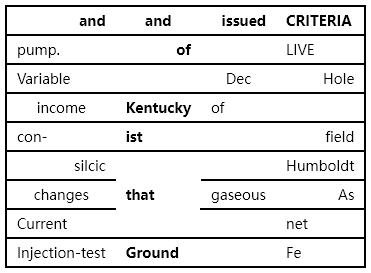 and and issued CRITERIA
pump. of LIVE
Variable Dec Hole
income Kentucky of
con- ist field
silcic Humboldt
changes that gaseous As
Current net
Injection-test Ground Fe